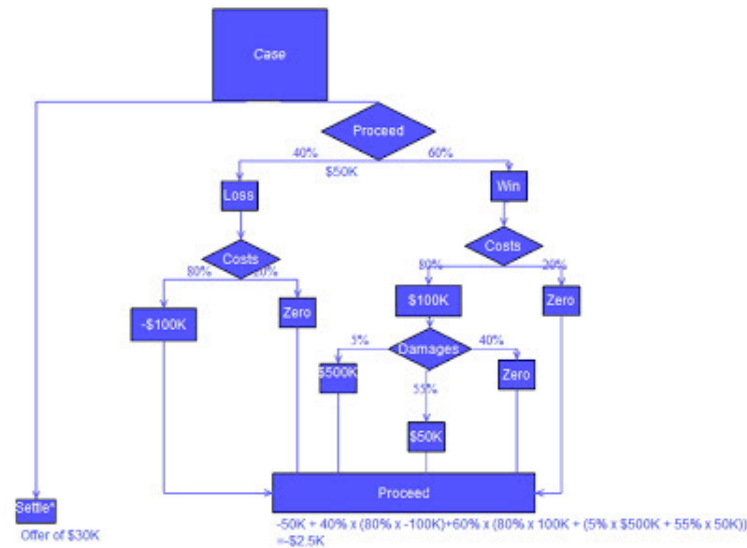 Case
Proceed
40%
60%
$50K
Loss
Win
Costs
Costs
80%
20%
80%
20%
-$100K
Zero
$100K
Zero
Damages
5%
40%
$500K
Zero
55%
$50K
Proceed
Settle*
Offer of $30K
-50K + 40% x (80% x -100K)+60% x (80% x 100K + (5% x $500K + 55% x 50K))
=-$2.5K